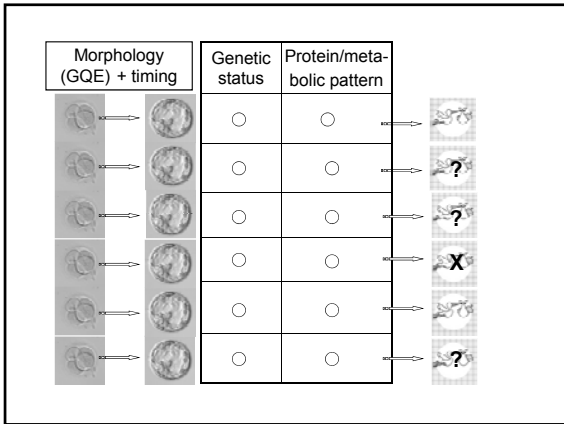 Morphology
(GQE) + timing
Genetic
status
Protein/meta-
bolic pattern
?
?
X
?